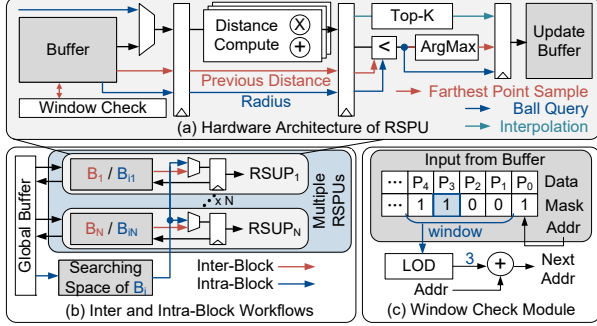 Buffer
Window Check
Distance
Compute
Top-K
<
ArgMax
Update
Buffer
Previous Distance
Radius
Farthest Point Sample
Ball Query
Interpolation
(a) Hardware Architecture of RSPU
Global Buffer
B1 / Bi1
RSUP1
x N
BN / BiN
RSUPN
Multiple
RSPUs
Searching
Space of Bi
Inter-Block
Intra-Block
(b) Inter and Intra-Block Workflows
Input from Buffer
··· P4 P3 P2 P1 P0 Data
··· 1 1 0 0 1 Mask
window
Addr
LOD
3
+
Next
Addr
Addr
(c) Window Check Module